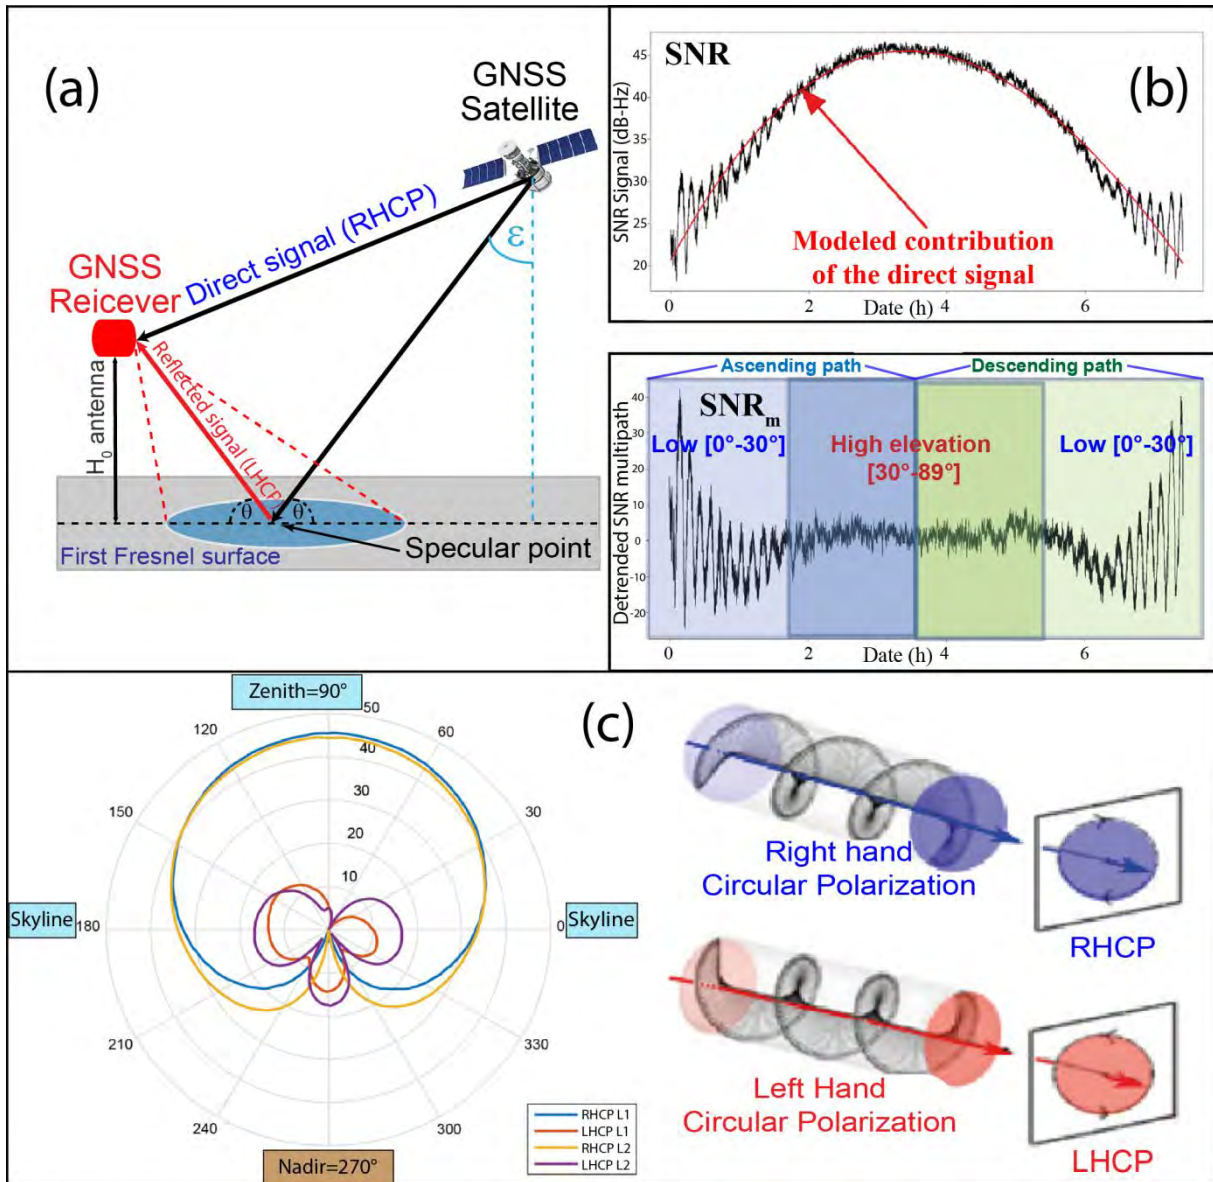 (a)
GNSS
Satellite
Direct signal (RHCP)
ε
GNSS
Reicever
Reflected signal (LHCP)
H0 antenna
θ
θ
First Fresnel surface
Specular point
SNR
(b)
SNR Signal (dB-Hz)
45
40
35
30
25
20
Modeled contribution
of the direct signal
0
2
4
6
Date (h)
Ascending path
Descending path
SNRm
Low [0°-30°]
High elevation
[30°-89°]
Low [0°-30°]
Detrended SNR multipath
40
30
20
10
0
-10
-20
0
2
4
6
Date (h)
(c)
Zenith=90°
50
120
60
40
30
150
30
20
10
Skyline
180
0
Skyline
210
330
240
300
Nadir=270°
RHCP L1
LHCP L1
RHCP L2
LHCP L2
Right hand
Circular Polarization
RHCP
Left Hand
Circular Polarization
LHCP